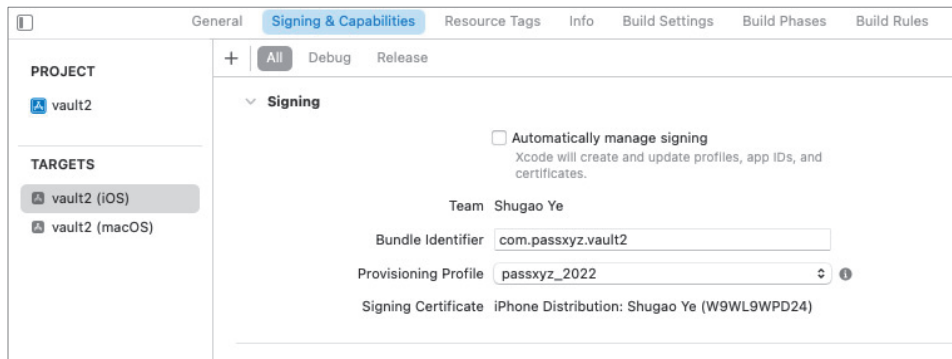 General Signing & Capabilities Resource Tags Info Build Settings Build Phases Build Rules
PROJECT
vault2
TARGETS
vault2 (iOS)
vault2 (macOS)
+ All Debug Release
Signing
Automatically manage signing
Xcode will create and update profiles, app IDs, and
certificates.
Team Shugao Ye
Bundle Identifier com.passxyz.vault2
Provisioning Profile passxyz_2022
Signing Certificate iPhone Distribution: Shugao Ye (W9WL9WPD24)